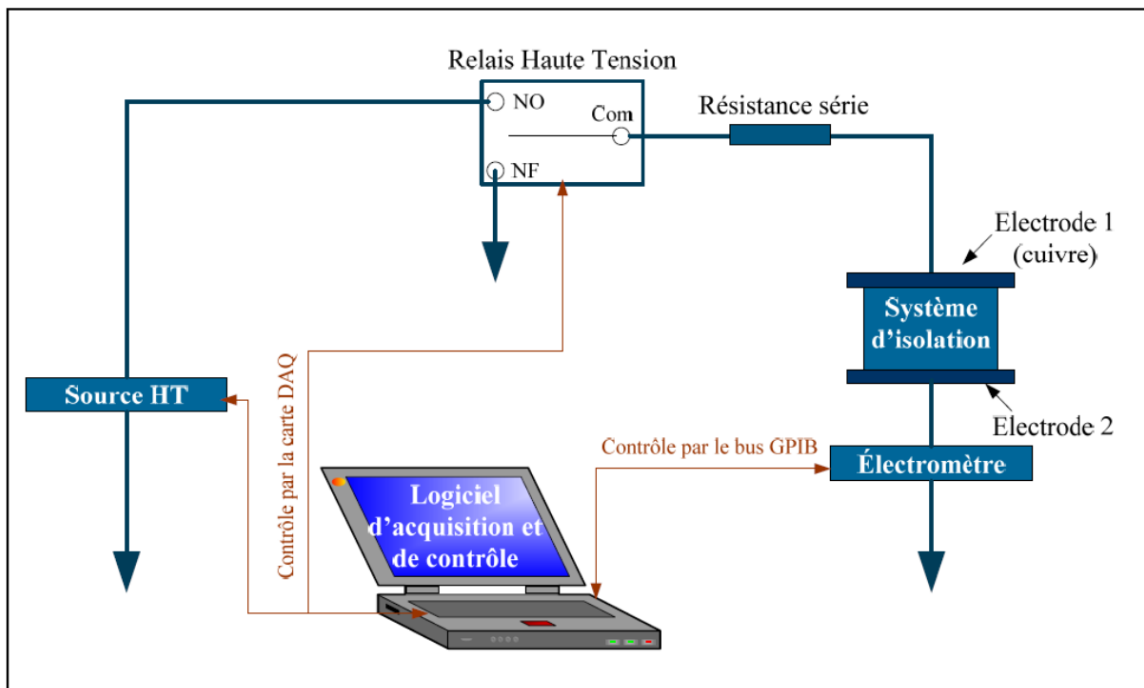 Relais Haute Tension
NO
Com
NF
Résistance série
Electrode 1
(cuivre)
Système
d'isolation
Electrode 2
Source HT
Contrôle par la carte DAQ
Contrôle par le bus GPIB
Électromètre
Logiciel
d'acquisition et
de contrôle